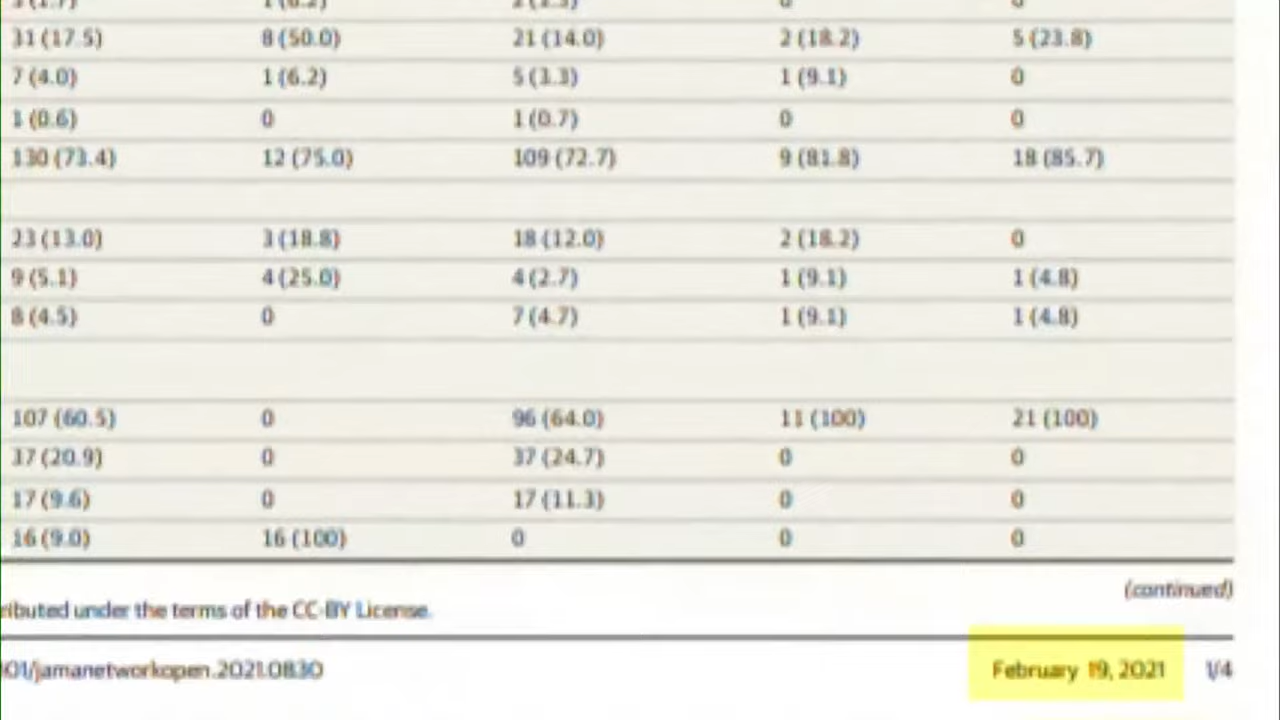 31 (17.5) 8 (50.0) 21 (14.0) 2 (18.2) 5 (23.8)
7 (4.0) 1 (6.2) 5 (3.3) 1 (9.1) 0
1 (0.6) 0 1 (0.7) 0 0
130 (73.4) 12 (75.0) 109 (72.7) 9 (81.8) 18 (85.7)
23 (13.0) 3 (18.8) 18 (12.0) 2 (18.2) 0
9 (5.1) 4 (25.0) 4 (2.7) 1 (9.1) 1 (4.8)
8 (4.5) 0 7 (4.7) 1 (9.1) 1 (4.8)
107 (60.5) 0 96 (64.0) 11 (100) 21 (100)
37 (20.9) 0 37 (24.7) 0 0
17 (9.6) 0 17 (11.3) 0 0
16 (9.0) 16 (100) 0 0 0
(continued)
ributed under the terms of the CC-BY License.
001/jamanetworkopen.2021.0830 February 19, 2021 1/4